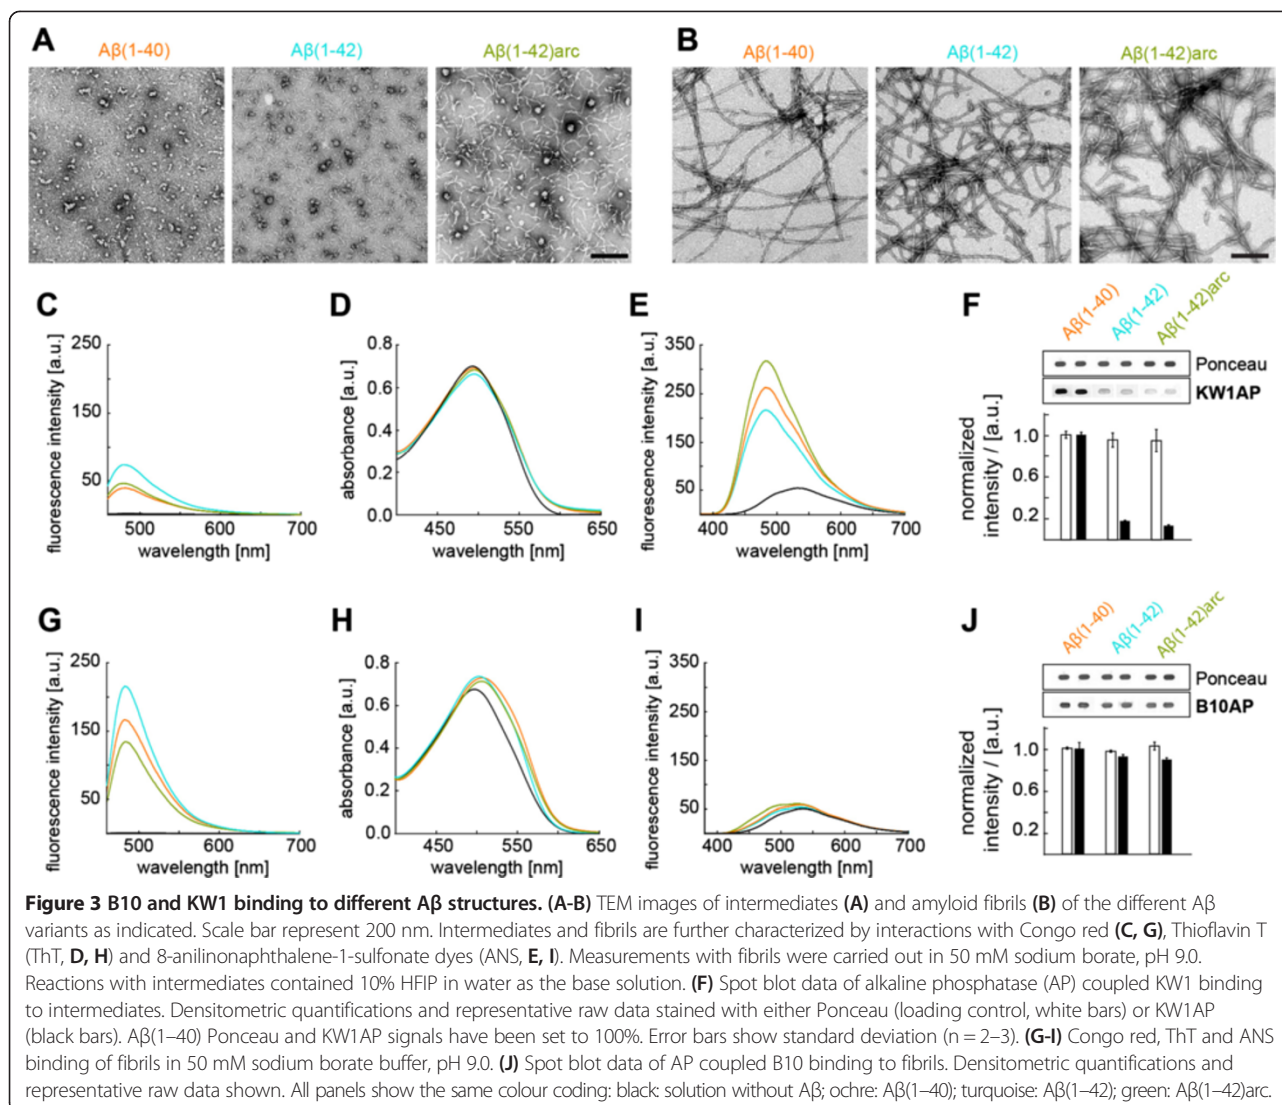 A
Aβ(1-40)
Aβ(1-42)
Aβ(1-42)arc
B
Aβ(1-40)
Aβ(1-42)
Aβ(1-42)arc
C
fluorescence intensity [a.u.]
250
150
50
500
600
700
wavelength [nm]
D
absorbance [a.u.]
0.8
0.6
0.4
0.2
0.0
450
550
650
wavelength [nm]
E
fluorescence intensity [a.u.]
350
250
150
50
400
500
600
700
wavelength [nm]
F
Aβ(1-40)
Aβ(1-42)
Aβ(1-42)arc
Ponceau
KW1AP
normalized
intensity / [a.u.]
1.0
0.6
0.2
G
fluorescence intensity [a.u.]
250
150
50
500
600
700
wavelength [nm]
H
absorbance [a.u.]
0.8
0.6
0.4
0.2
0.0
450
550
650
wavelength [nm]
I
fluorescence intensity [a.u.]
350
250
150
50
400
500
600
700
wavelength [nm]
J
Aβ(1-40)
Aβ(1-42)
Aβ(1-42)arc
Ponceau
B10AP
normalized
intensity / [a.u.]
1.0
0.6
0.2
Figure 3 B10 and KW1 binding to different Aβ structures. (A-B) TEM images of intermediates (A) and amyloid fibrils (B) of the different Aβ
variants as indicated. Scale bar represent 200 nm. Intermediates and fibrils are further characterized by interactions with Congo red (C, G), Thioflavin T
(ThT, D, H) and 8-anilinonaphthalene-1-sulfonate dyes (ANS, E, I). Measurements with fibrils were carried out in 50 mM sodium borate, pH 9.0.
Reactions with intermediates contained 10% HFIP in water as the base solution. (F) Spot blot data of alkaline phosphatase (AP) coupled KW1 binding
to intermediates. Densitometric quantifications and representative raw data stained with either Ponceau (loading control, white bars) or KW1AP
(black bars). Aβ(1–40) Ponceau and KW1AP signals have been set to 100%. Error bars show standard deviation (n = 2–3). (G-I) Congo red, ThT and ANS
binding of fibrils in 50 mM sodium borate buffer, pH 9.0. (J) Spot blot data of AP coupled B10 binding to fibrils. Densitometric quantifications and
representative raw data shown. All panels show the same colour coding: black: solution without Aβ; ochre: Aβ(1–40); turquoise: Aβ(1–42); green: Aβ(1–42)arc.